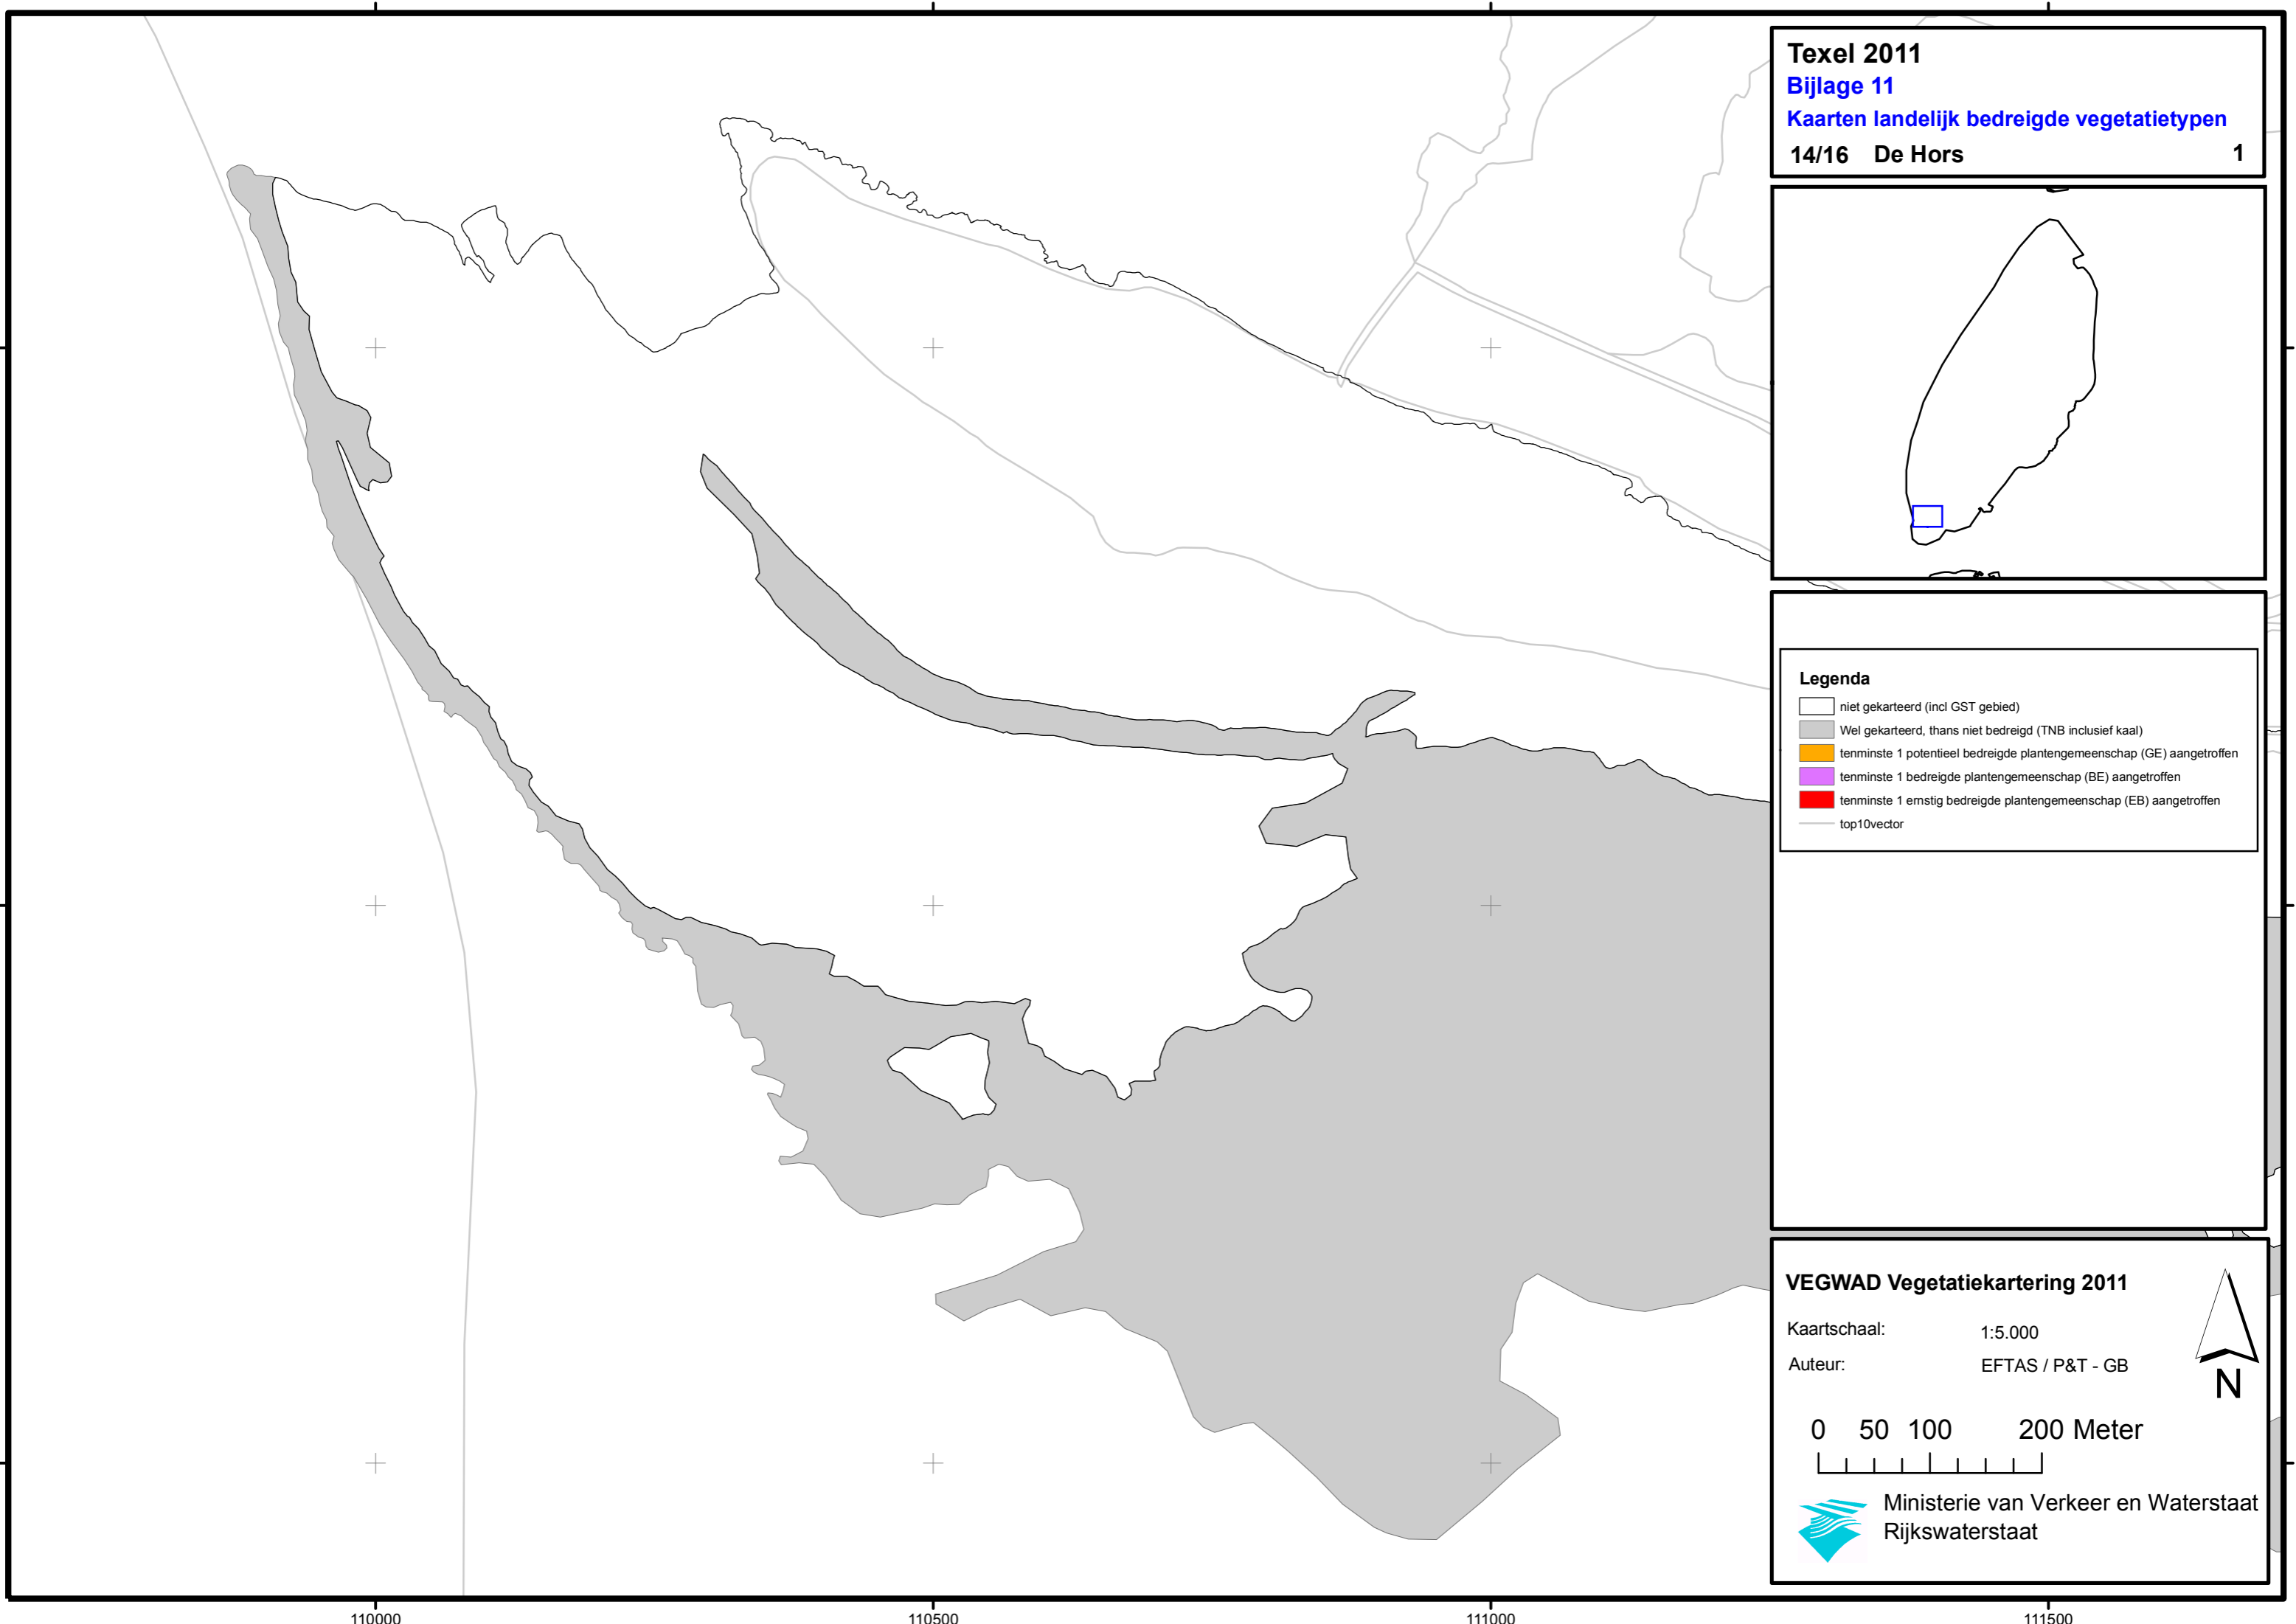 Texel 2011
Bijlage 11
Kaarten landelijk bedreigde vegetatietypen
14/16 De Hors 1
Legenda
niet gekarteerd (incl GST gebied)
Wel gekarteerd, thans niet bedreigd (TNB inclusief kaal)
tenminste 1 potentieel bedreigde plantengemeenschap (GE) aangetroffen
tenminste 1 bedreigde plantengemeenschap (BE) aangetroffen
tenminste 1 ernstig bedreigde plantengemeenschap (EB) aangetroffen
top10vector
VEGWAD Vegetatiekartering 2011
Kaartschaal: 1:5.000
Auteur: EFTAS / P&T - GB
N
0 50 100 200 Meter
Ministerie van Verkeer en Waterstaat
Rijkswaterstaat
110000 110500 111000 111500